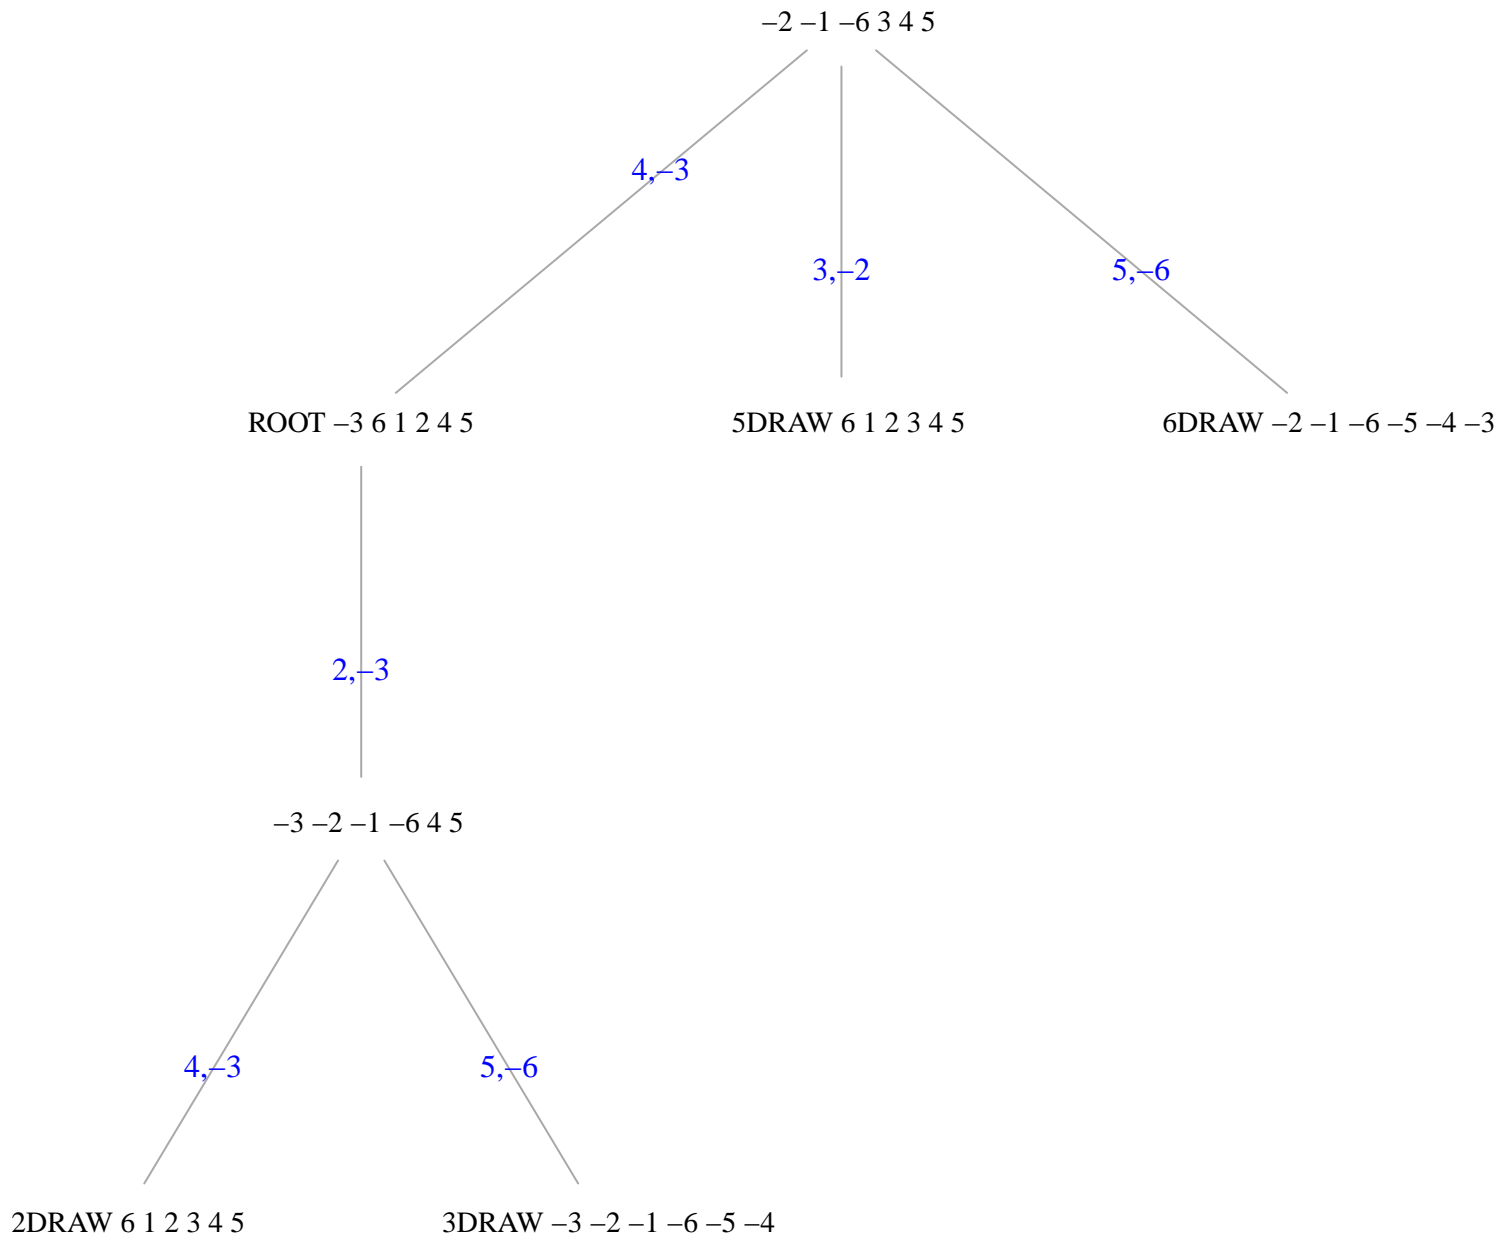 –2 –1 –6 3 4 5
4,–3
3,–2
5,–6
ROOT –3 6 1 2 4 5
5DRAW 6 1 2 3 4 5
6DRAW –2 –1 –6 –5 –4 –3
2,–3
–3 –2 –1 –6 4 5
4,–3
5,–6
2DRAW 6 1 2 3 4 5
3DRAW –3 –2 –1 –6 –5 –4